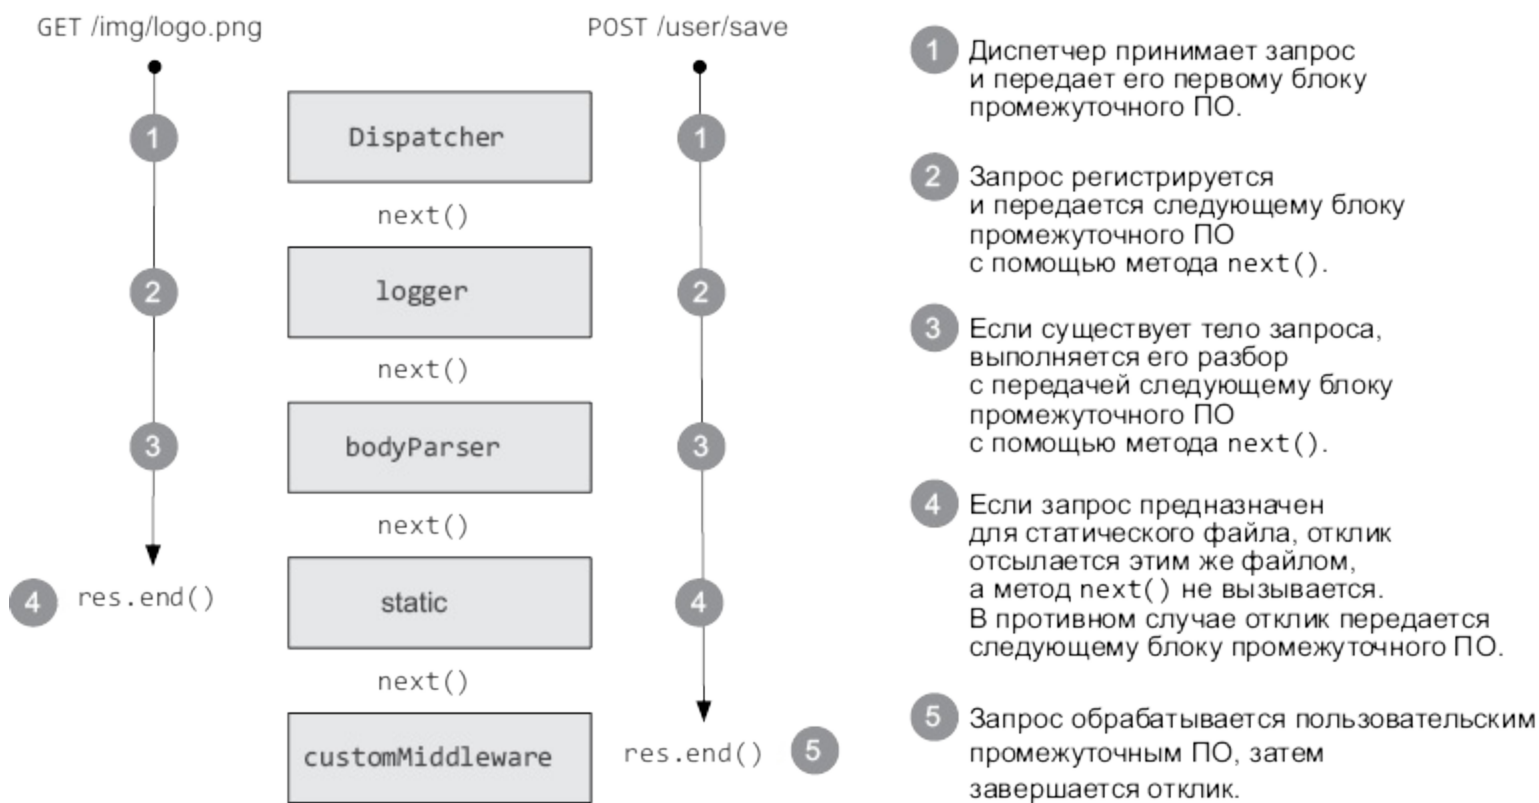 GET /img/logo.png
POST /user/save
1
Dispatcher
1
next()
2
logger
2
next()
3
bodyParser
3
next()
4
res.end()
static
4
next()
customMiddleware
res.end()
5
1
Диспетчер принимает запрос
и передает его первому блоку
промежуточного ПО.
2
Запрос регистрируется
и передается следующему блоку
промежуточного ПО
с помощью метода next().
3
Если существует тело запроса,
выполняется его разбор
с передачей следующему блоку
промежуточного ПО
с помощью метода next().
4
Если запрос предназначен
для статического файла, отклик
отсылается этим же файлом,
а метод next() не вызывается.
В противном случае отклик передается
следующему блоку промежуточного ПО.
5
Запрос обрабатывается пользовательским
промежуточным ПО, затем
завершается отклик.